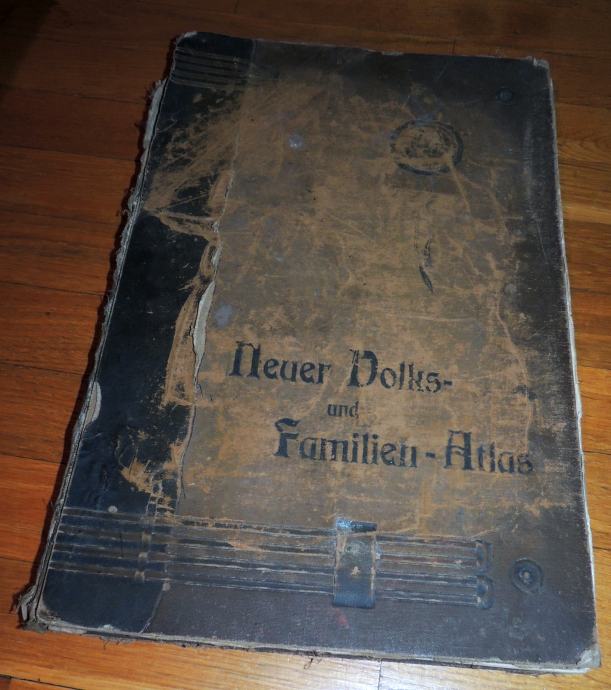 Neuer Volks-
und
Familien-Atlas